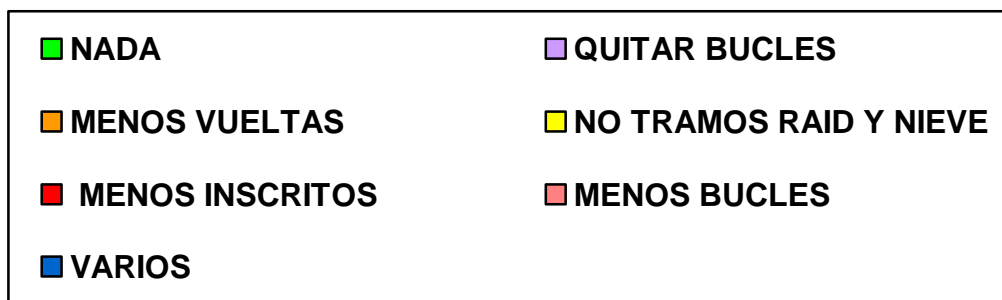 NADA
QUITAR BUCLES
MENOS VUELTAS
NO TRAMOS RAID Y NIEVE
MENOS INSCRITOS
MENOS BUCLES
VARIOS